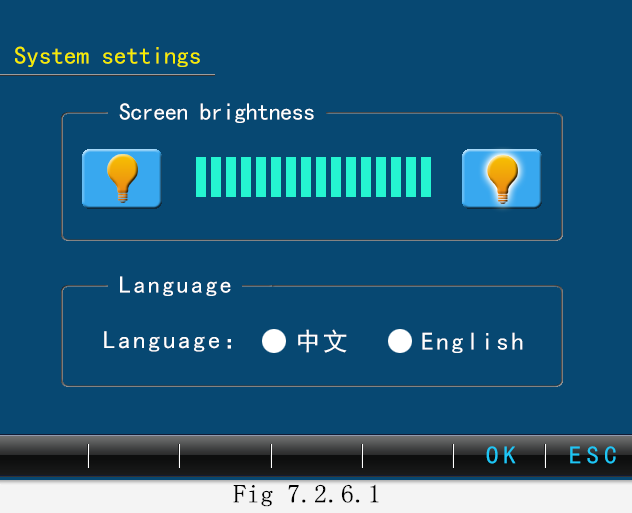 System settings
Screen brightness
Language
Language： 中文 English
OK ESC
Fig 7.2.6.1